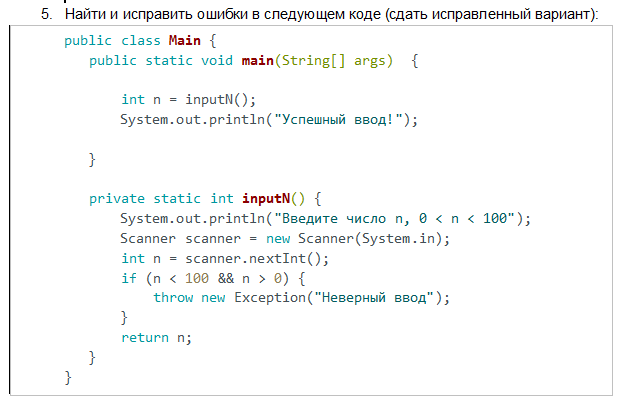 5. Найти и исправить ошибки в следующем коде (сдать исправленный вариант):
public class Main {
public static void main(String[] args) {
int n = inputN();
System.out.println("Успешный ввод!");
}
private static int inputN() {
System.out.println("Введите число n, 0 < n < 100");
Scanner scanner = new Scanner(System.in);
int n = scanner.nextInt();
if (n < 100 && n > 0) {
throw new Exception("Неверный ввод");
}
return n;
}
}